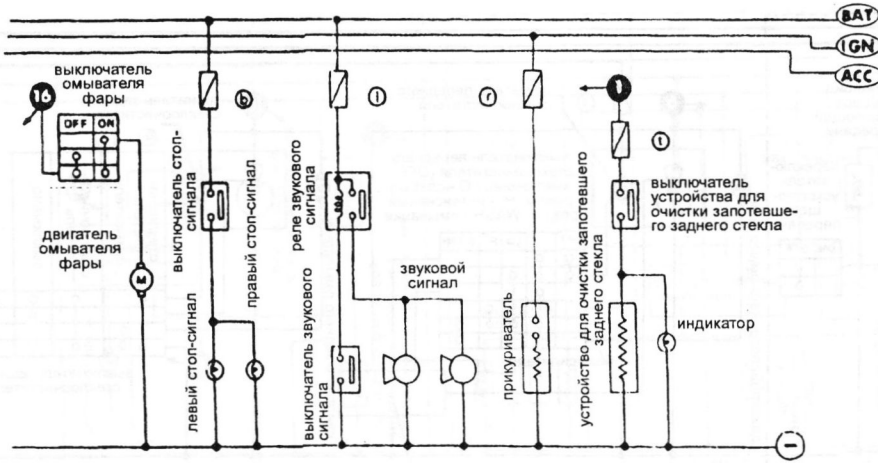 BAT
IGN
ACC
выключатель
омывателя
фары
16
OFF ON
двигатель
омывателя
фары
M
b
выключатель стоп-
сигнала
левый стоп-сигнал
правый стоп-сигнал
i
реле звукового
сигнала
выключатель звукового
сигнала
звуковой
сигнал
r
прикуриватель
1
t
устройство для очистки запотевшего
заднего стекла
выключатель
устройства для
очистки запотевше-
го заднего стекла
индикатор